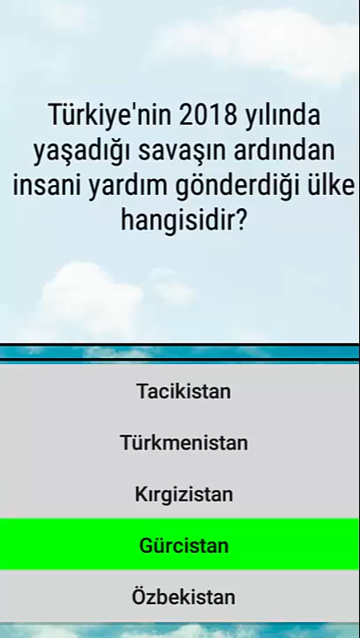 Türkiye'nin 2018 yılında
yaşadığı savaşın ardından
insani yardım gönderdiği ülke
hangisidir?
Tacikistan
Türkmenistan
Kırgizistan
Gürcistan
Özbekistan